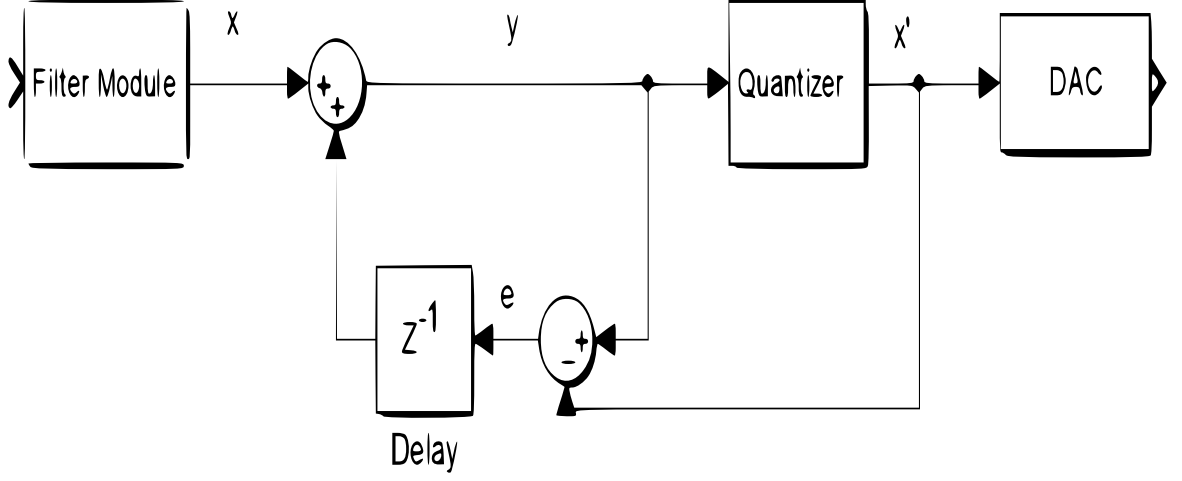 x
y
x'
Filter Module
+
+
Quantizer
DAC
e
z⁻¹
+
−
Delay